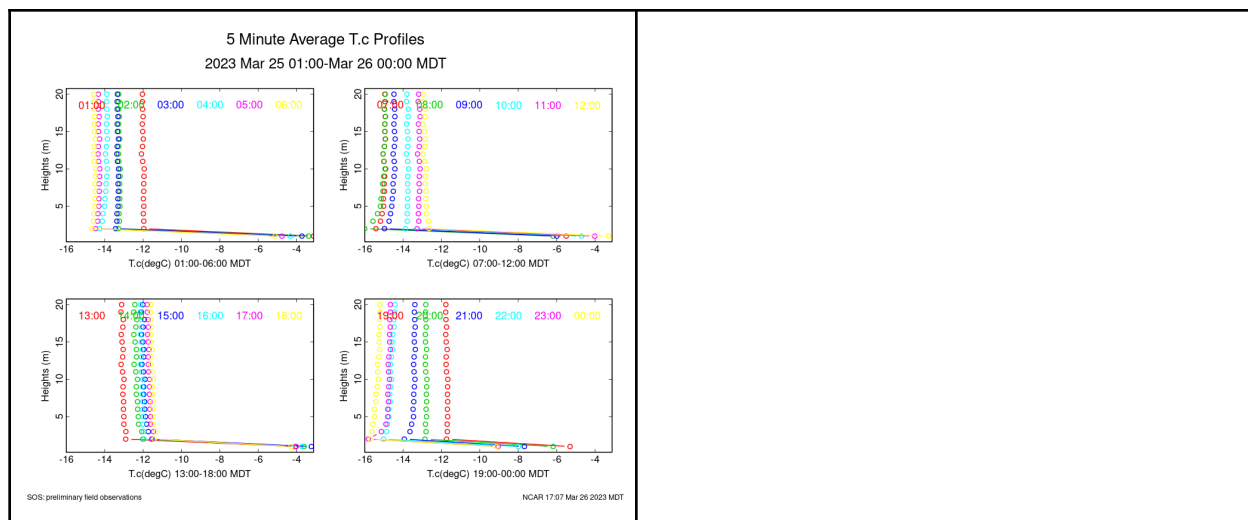 5 Minute Average T.c Profiles
2023 Mar 25 01:00-Mar 26 00:00 MDT
01:00 02:00 03:00 04:00 05:00 06:00
Heights (m)
20
15
10
5
-16 -14 -12 -10 -8 -6 -4
T.c(degC) 01:00-06:00 MDT
07:00 08:00 09:00 10:00 11:00 12:00
Heights (m)
20
15
10
5
-16 -14 -12 -10 -8 -6 -4
T.c(degC) 07:00-12:00 MDT
13:00 14:00 15:00 16:00 17:00 18:00
Heights (m)
20
15
10
5
-16 -14 -12 -10 -8 -6 -4
T.c(degC) 13:00-18:00 MDT
19:00 20:00 21:00 22:00 23:00 00:00
Heights (m)
20
15
10
5
-16 -14 -12 -10 -8 -6 -4
T.c(degC) 19:00-00:00 MDT
SOS: preliminary field observations
NCAR 17:07 Mar 26 2023 MDT